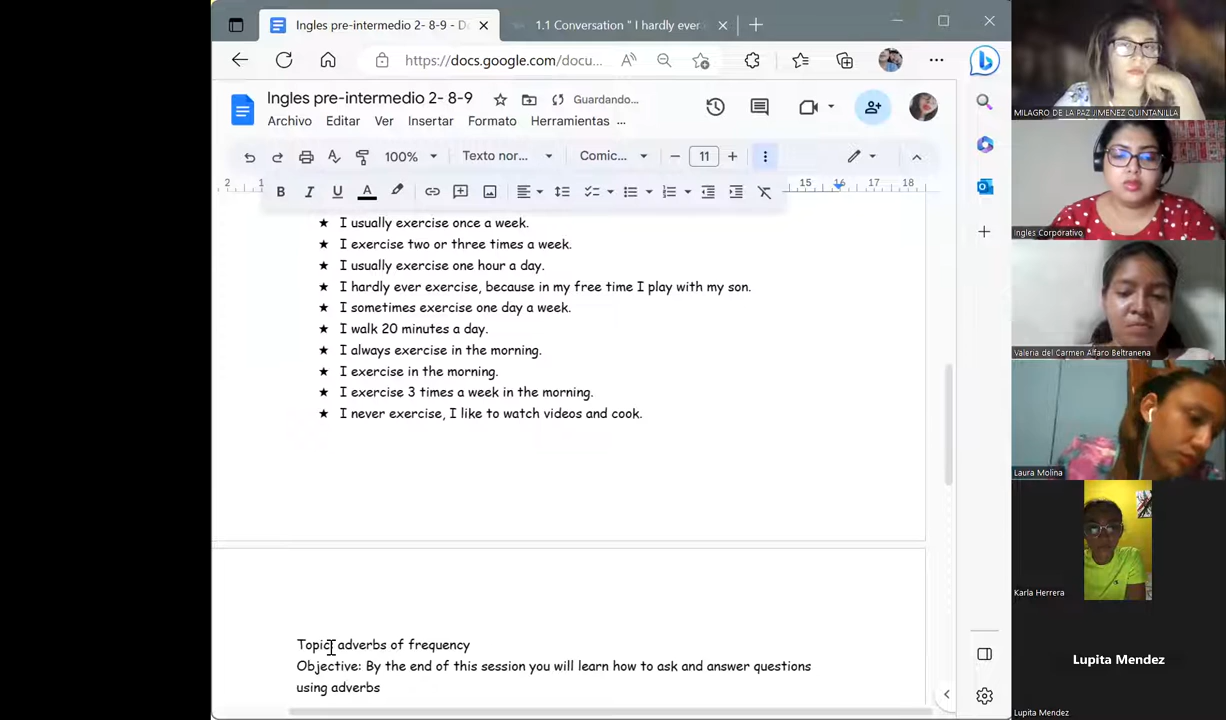 Ingles pre-intermedio 2- 8-9 - D
1.1 Conversation " I hardly ever
https://docs.google.com/docu...
Ingles pre-intermedio 2- 8-9
Guardando...
Archivo Editar Ver Insertar Formato Herramientas ...
100% Texto nor... Comic... 11
2 1 15 16 17 18
★ I usually exercise once a week.
★ I exercise two or three times a week.
★ I usually exercise one hour a day.
★ I hardly ever exercise, because in my free time I play with my son.
★ I sometimes exercise one day a week.
★ I walk 20 minutes a day.
★ I always exercise in the morning.
★ I exercise in the morning.
★ I exercise 3 times a week in the morning.
★ I never exercise, I like to watch videos and cook.
Topic adverbs of frequency
Objective: By the end of this session you will learn how to ask and answer questions
using adverbs
MILAGRO DE LA PAZ JIMENEZ QUINTANILLA
Ingles Corporativo
Valeria del Carmen Alfaro Beltranena
Laura Molina
Karla Herrera
Lupita Mendez
Lupita Mendez